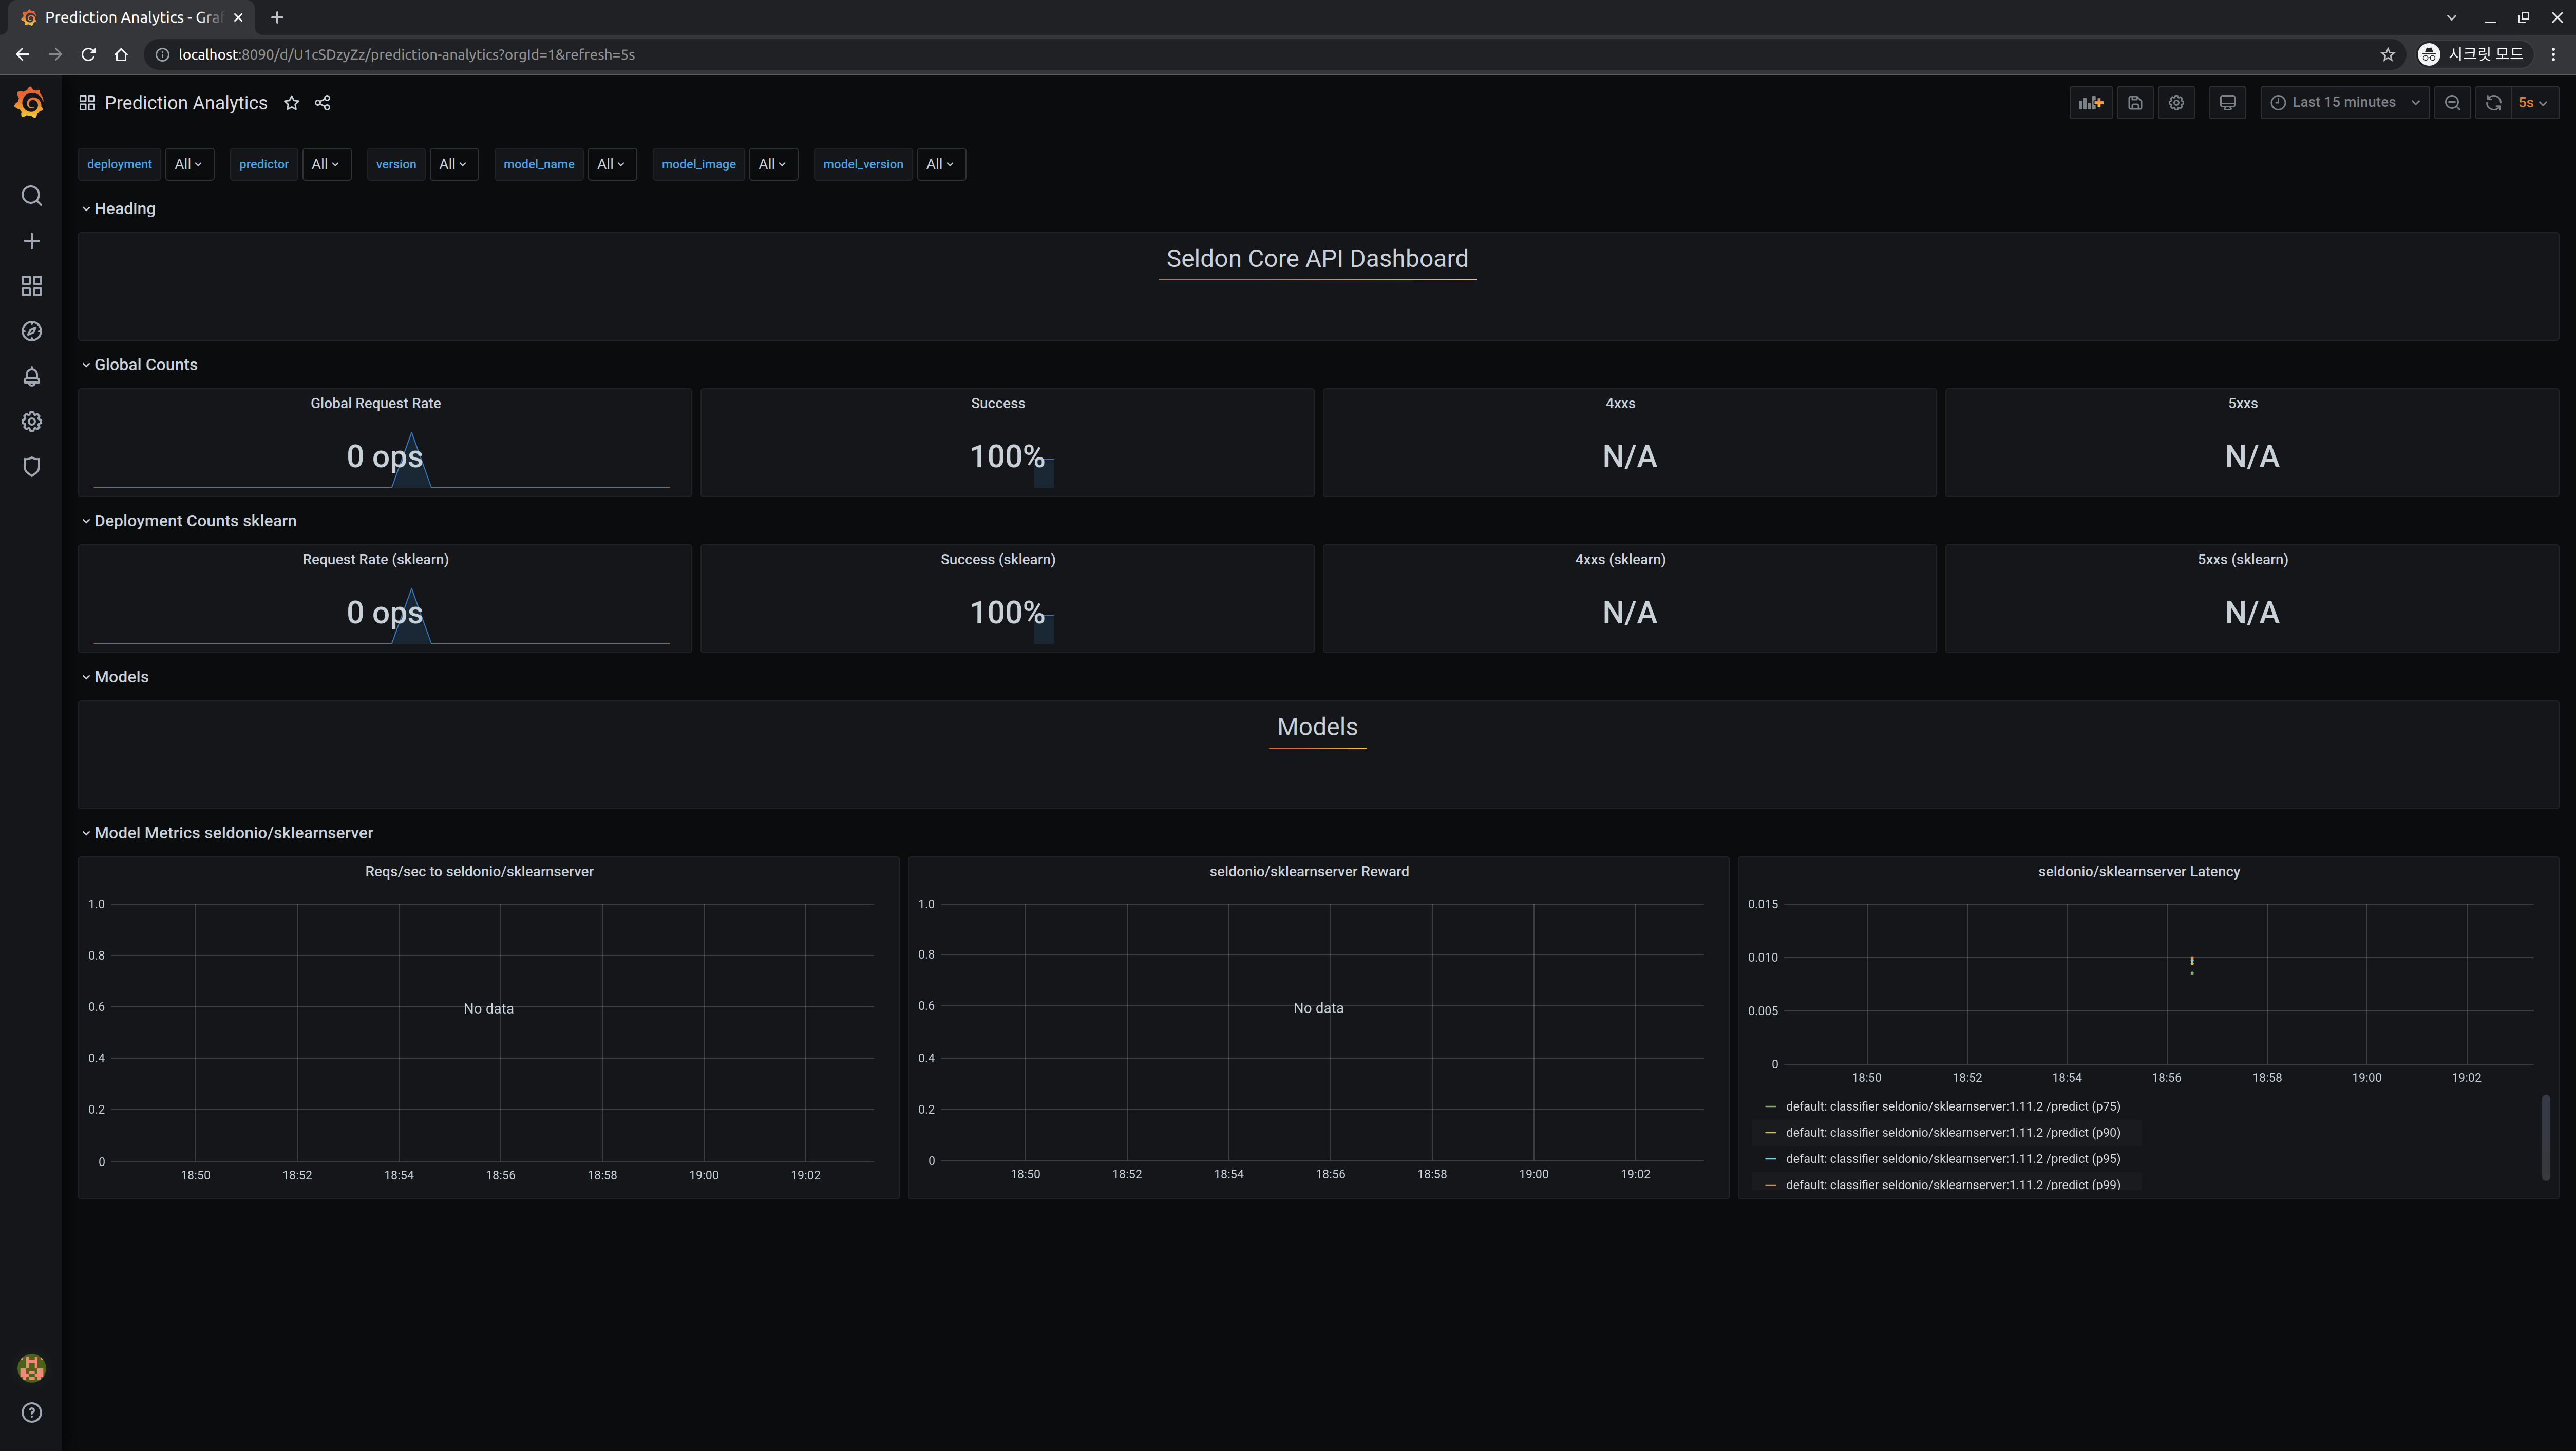 Prediction Analytics - Graf
localhost:8090/d/U1cSDzyZz/prediction-analytics?orgId=1&refresh=5s
시크릿 모드
Prediction Analytics
Last 15 minutes
5s
deployment All predictor All version All model_name All model_image All model_version All
Heading
Seldon Core API Dashboard
Global Counts
Global Request Rate
0 ops
Success
100%
4xxs
N/A
5xxs
N/A
Deployment Counts sklearn
Request Rate (sklearn)
0 ops
Success (sklearn)
100%
4xxs (sklearn)
N/A
5xxs (sklearn)
N/A
Models
Models
Model Metrics seldonio/sklearnserver
Reqs/sec to seldonio/sklearnserver
1.0
0.8
0.6
0.4
0.2
0
No data
18:50 18:52 18:54 18:56 18:58 19:00 19:02
seldonio/sklearnserver Reward
1.0
0.8
0.6
0.4
0.2
0
No data
18:50 18:52 18:54 18:56 18:58 19:00 19:02
seldonio/sklearnserver Latency
0.015
0.010
0.005
0
18:50 18:52 18:54 18:56 18:58 19:00 19:02
default: classifier seldonio/sklearnserver:1.11.2 /predict (p75)
default: classifier seldonio/sklearnserver:1.11.2 /predict (p90)
default: classifier seldonio/sklearnserver:1.11.2 /predict (p95)
default: classifier seldonio/sklearnserver:1.11.2 /predict (p99)